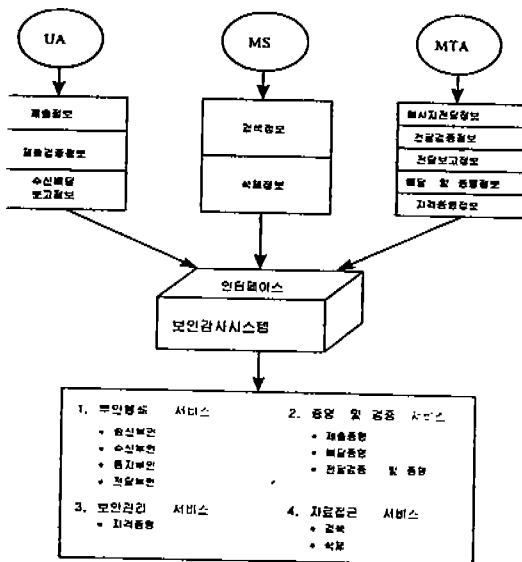 UA
MS
MTA
제출정보
제출검증정보
수신배달
보고정보
검색정보
삭제정보
메시지전달정보
전달검증정보
전달보고정보
배달 및 증명정보
자격증명정보
인터페이스
보안감사시스템
1. 부인봉쇄 서비스
• 송신부인
• 수신부인
• 통지부인
• 전달부인
2. 증명 및 검증 서비스
• 제출증명
• 배달증명
• 전달검증 및 증명
3. 보안관리 서비스
• 자격증명
4. 자료접근 서비스
• 검색
• 삭제